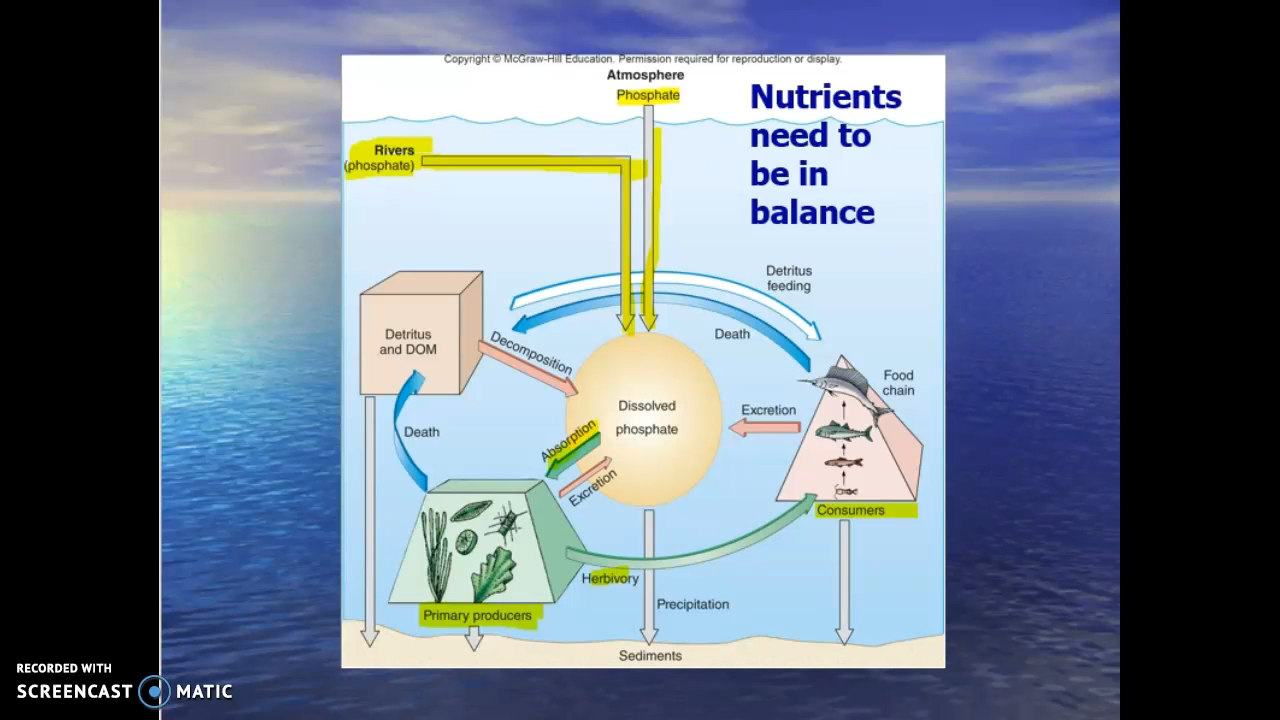 Copyright © McGraw-Hill Education. Permission required for reproduction or display.
Atmosphere
Phosphate
Nutrients
need to
be in
balance
Rivers
(phosphate)
Detritus
feeding
Death
Detritus
and DOM
Decomposition
Food
chain
Dissolved
phosphate
Excretion
Absorption
Death
Excretion
Consumers
Herbivory
Primary producers
Precipitation
Sediments
RECORDED WITH
SCREENCAST MATIC